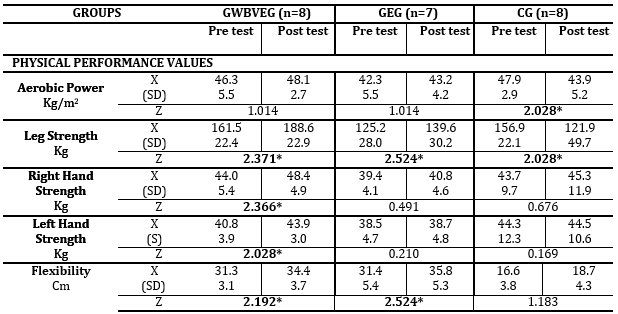 GROUPS GWBVEG (n=8) GEG (n=7) CG (n=8)
Pre test Post test Pre test Post test Pre test Post test
PHYSICAL PERFORMANCE VALUES
Aerobic Power Kg/m² X 46.3 48.1 42.3 43.2 47.9 43.9
(SD) 5.5 2.7 5.5 4.2 2.9 5.2
Z 1.014 1.014 2.028*
Leg Strength Kg X 161.5 188.6 125.2 139.6 156.9 121.9
(SD) 22.4 22.9 28.0 30.2 22.1 49.7
Z 2.371* 2.524* 2.028*
Right Hand Strength Kg X 44.0 48.4 39.4 40.8 43.7 45.3
(SD) 5.4 4.9 4.1 4.6 9.7 11.9
Z 2.366* 0.491 0.676
Left Hand Strength Kg X 40.8 43.9 38.5 38.7 44.3 44.5
(S) 3.9 3.0 4.7 4.8 12.3 10.6
Z 2.028* 0.210 0.169
Flexibility Cm X 31.3 34.4 31.4 35.8 16.6 18.7
(SD) 3.1 3.7 5.4 5.3 3.8 4.3
Z 2.192* 2.524* 1.183